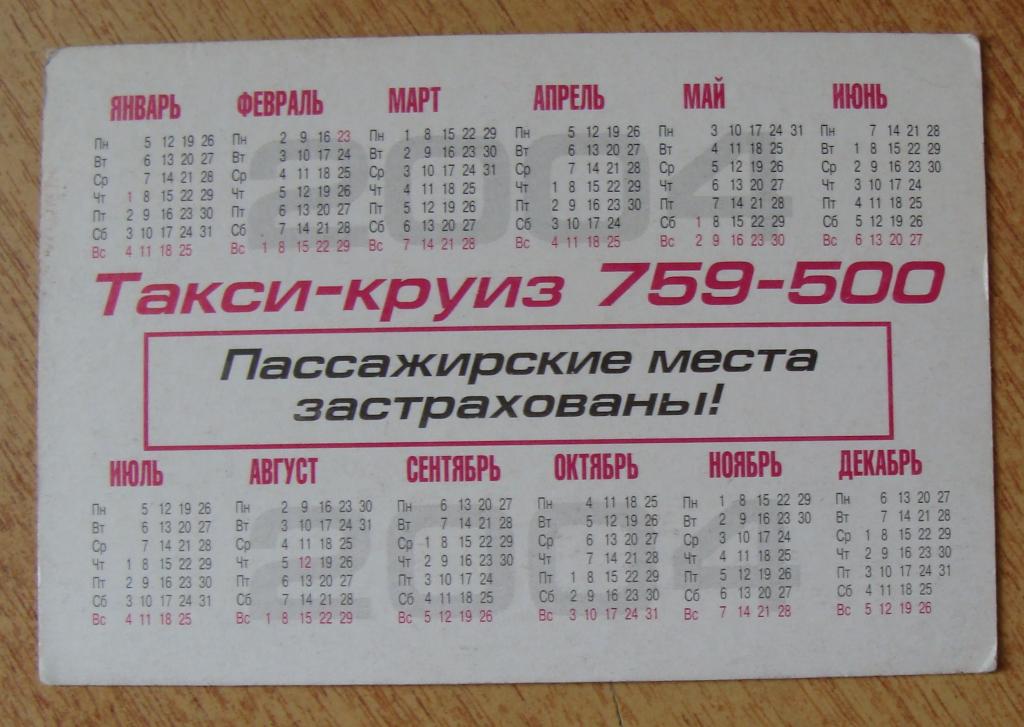 ЯНВАРЬ ФЕВРАЛЬ МАРТ АПРЕЛЬ МАЙ ИЮНЬ
Пн 5 12 19 26 Пн 2 9 16 23 Пн 1 8 15 22 29 Пн 5 12 19 26 Пн 3 10 17 24 31 Пн 7 14 21 28
Вт 6 13 20 27 Вт 3 10 17 24 Вт 2 9 16 23 30 Вт 6 13 20 27 Вт 4 11 18 25 Вт 1 8 15 22 29
Ср 7 14 21 28 Ср 4 11 18 25 Ср 3 10 17 24 31 Ср 7 14 21 28 Ср 5 12 19 26 Ср 2 9 16 23 30
Чт 1 8 15 22 29 Чт 5 12 19 26 Чт 4 11 18 25 Чт 1 8 15 22 29 Чт 6 13 20 27 Чт 3 10 17 24
Пт 2 9 16 23 30 Пт 6 13 20 27 Пт 5 12 19 26 Пт 2 9 16 23 30 Пт 7 14 21 28 Пт 4 11 18 25
Сб 3 10 17 24 31 Сб 7 14 21 28 Сб 6 13 20 27 Сб 3 10 17 24 Сб 1 8 15 22 29 Сб 5 12 19 26
Вс 4 11 18 25 Вс 1 8 15 22 29 Вс 7 14 21 28 Вс 4 11 18 25 Вс 2 9 16 23 30 Вс 6 13 20 27
2004
Такси-круиз 759-500
Пассажирские места
застрахованы!
ИЮЛЬ АВГУСТ СЕНТЯБРЬ ОКТЯБРЬ НОЯБРЬ ДЕКАБРЬ
Пн 5 12 19 26 Пн 2 9 16 23 30 Пн 6 13 20 27 Пн 4 11 18 25 Пн 1 8 15 22 29 Пн 6 13 20 27
Вт 6 13 20 27 Вт 3 10 17 24 31 Вт 7 14 21 28 Вт 5 12 19 26 Вт 2 9 16 23 30 Вт 7 14 21 28
Ср 7 14 21 28 Ср 4 11 18 25 Ср 1 8 15 22 29 Ср 6 13 20 27 Ср 3 10 17 24 Ср 1 8 15 22 29
Чт 1 8 15 22 29 Чт 5 12 19 26 Чт 2 9 16 23 30 Чт 7 14 21 28 Чт 4 11 18 25 Чт 2 9 16 23 30
Пт 2 9 16 23 30 Пт 6 13 20 27 Пт 3 10 17 24 Пт 1 8 15 22 29 Пт 5 12 19 26 Пт 3 10 17 24 31
Сб 3 10 17 24 31 Сб 7 14 21 28 Сб 4 11 18 25 Сб 2 9 16 23 30 Сб 6 13 20 27 Сб 4 11 18 25
Вс 4 11 18 25 Вс 1 8 15 22 29 Вс 5 12 19 26 Вс 3 10 17 24 31 Вс 7 14 21 28 Вс 5 12 19 26
2004